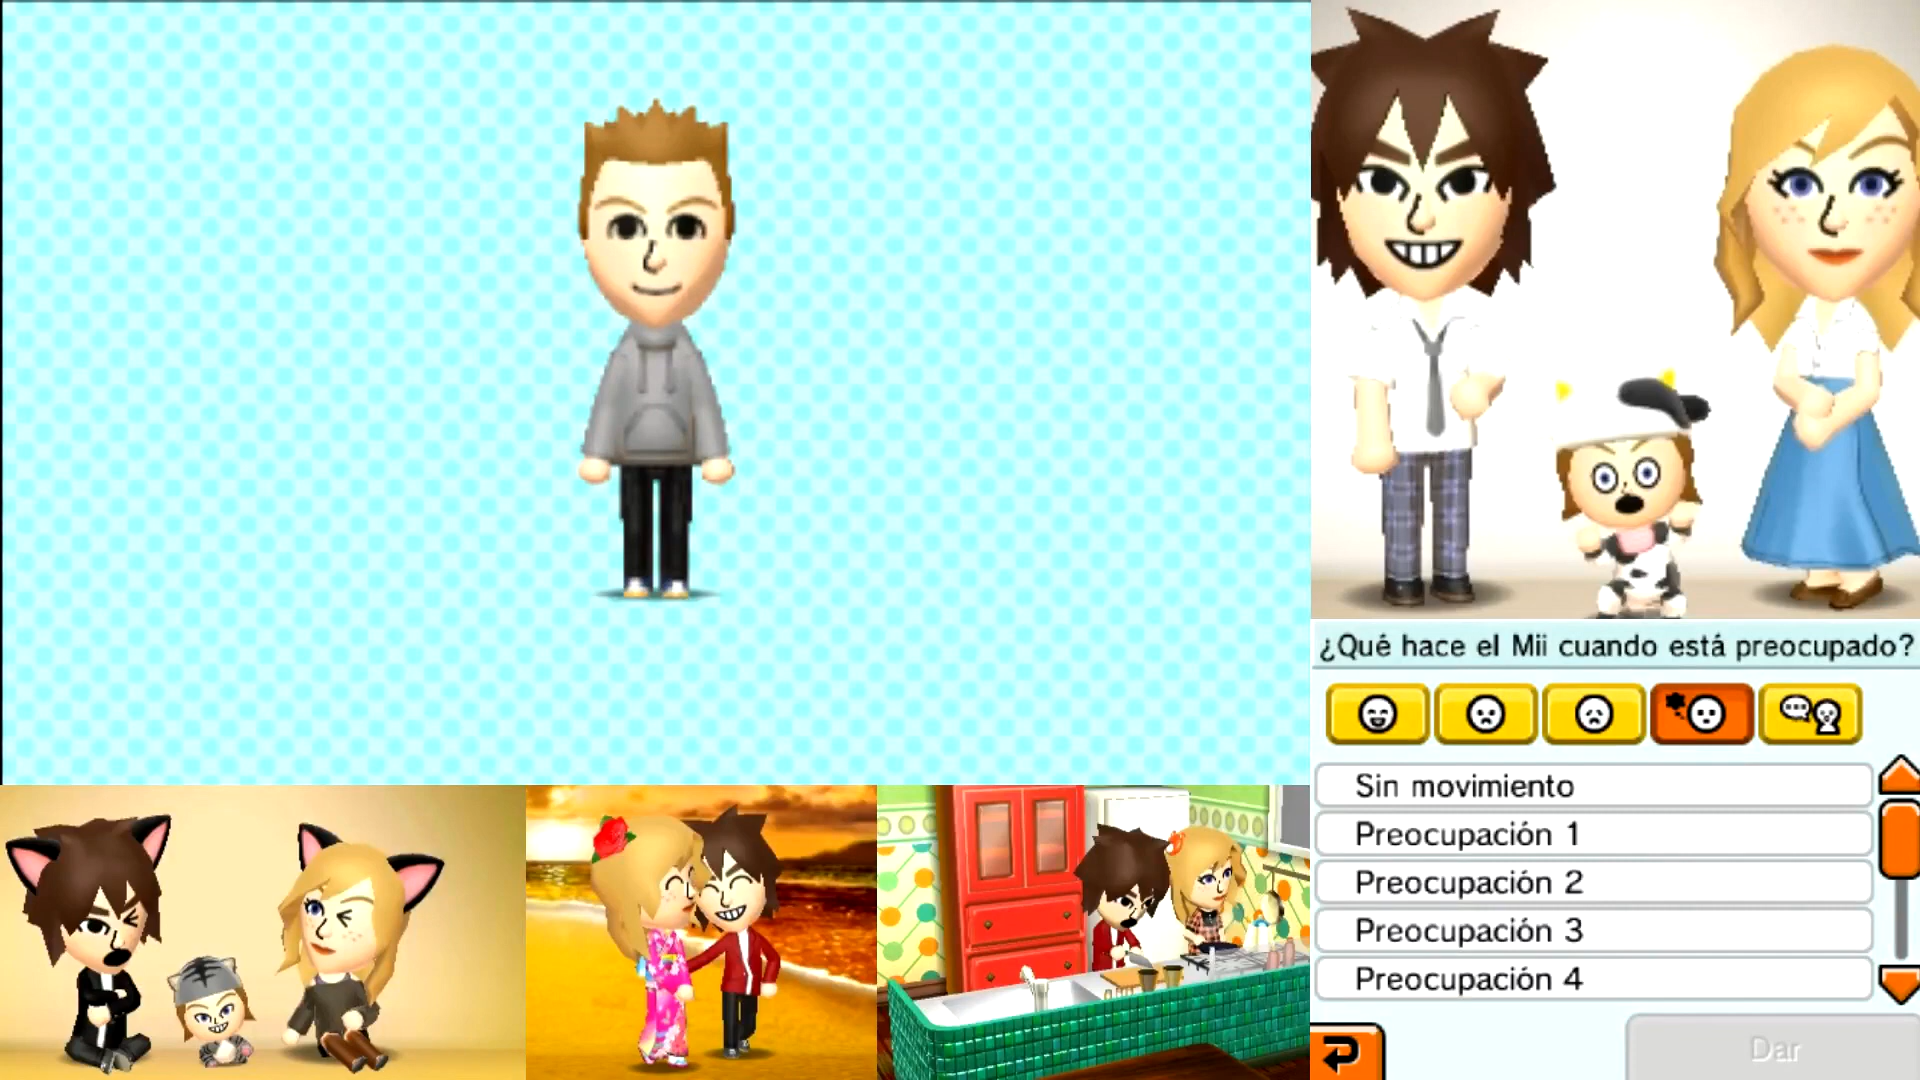 ¿Qué hace el Mii cuando está preocupado?
Sin movimiento
Preocupación 1
Preocupación 2
Preocupación 3
Preocupación 4
Dar